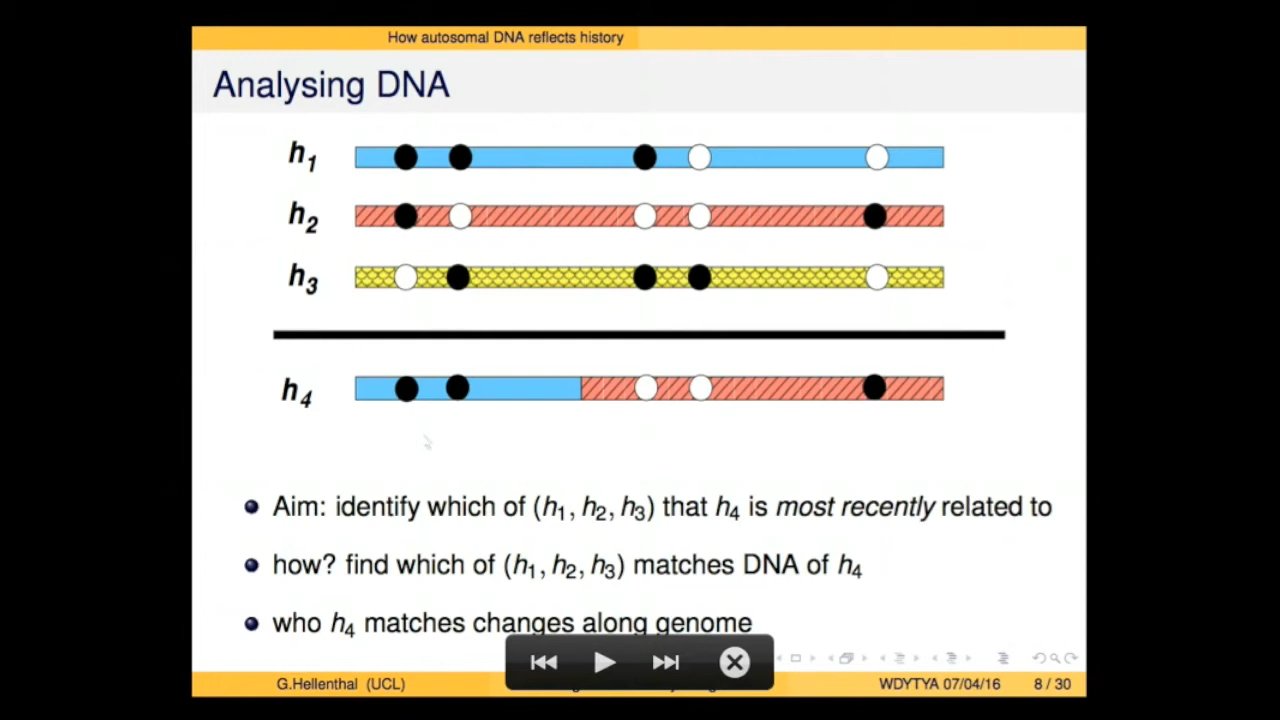 How autosomal DNA reflects history
Analysing DNA
h1
h2
h3
h4
Aim: identify which of (h1, h2, h3) that h4 is most recently related to
how? find which of (h1, h2, h3) matches DNA of h4
who h4 matches changes along genome
G.Hellenthal (UCL)
WDYTYA 07/04/16
8 / 30